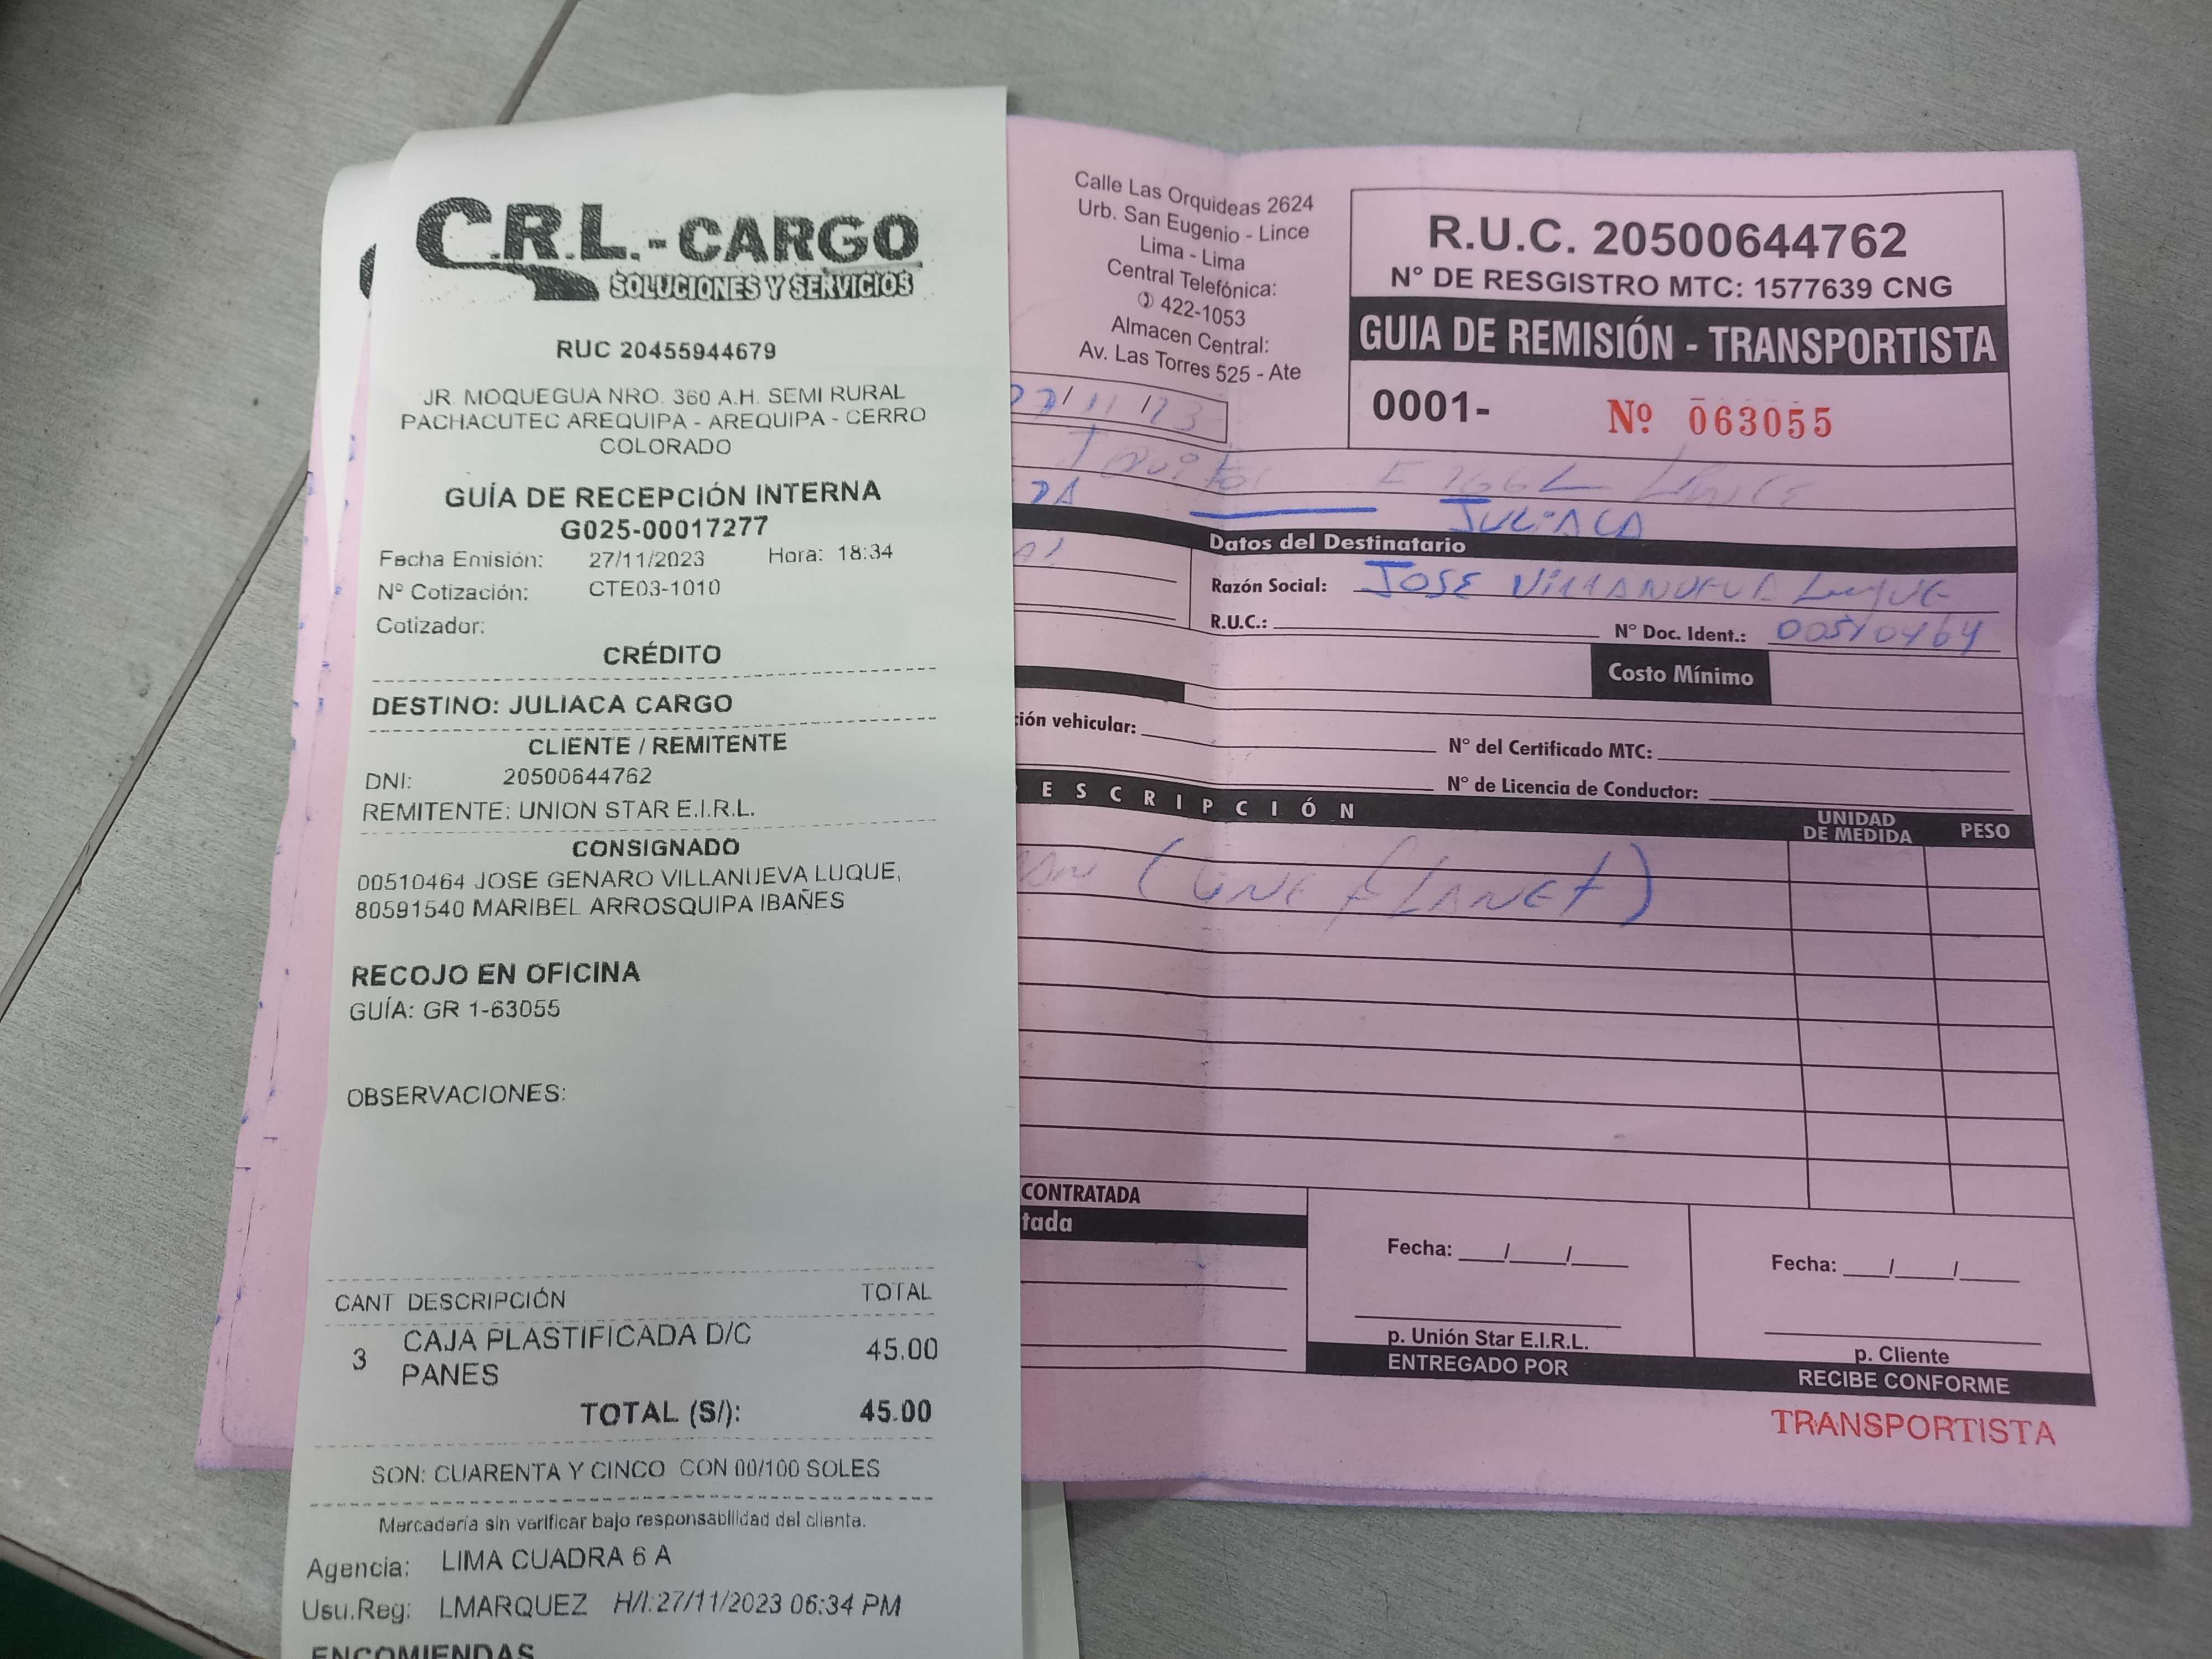 C.R.L.-CARGO
SOLUCIONES Y SERVICIOS
RUC 20455944679
JR. MOQUEGUA NRO. 360 A.H. SEMI RURAL
PACHACUTEC AREQUIPA - AREQUIPA - CERRO
COLORADO
GUÍA DE RECEPCIÓN INTERNA
G025-00017277
Fecha Emisión: 27/11/2023 Hora: 18:34
Nº Cotización: CTE03-1010
Cotizador:
CRÉDITO
DESTINO: JULIACA CARGO
CLIENTE / REMITENTE
DNI: 20500644762
REMITENTE: UNION STAR E.I.R.L.
CONSIGNADO
00510464 JOSE GENARO VILLANUEVA LUQUE,
80591540 MARIBEL ARROSQUIPA IBAÑES
RECOJO EN OFICINA
GUÍA: GR 1-63055
OBSERVACIONES:
CANT DESCRIPCIÓN TOTAL
3 CAJA PLASTIFICADA D/C 45.00
PANES
TOTAL (S/): 45.00
SON: CUARENTA Y CINCO CON 00/100 SOLES
Mercadería sin verificar bajo responsabilidad del cliente.
Agencia: LIMA CUADRA 6 A
Usu.Reg: LMARQUEZ H/I:27/11/2023 06:34 PM
ENCOMIENDAS
Calle Las Orquideas 2624
Urb. San Eugenio - Lince
Lima - Lima
Central Telefónica:
422-1053
Almacen Central:
Av. Las Torres 525 - Ate
R.U.C. 20500644762
N° DE RESGISTRO MTC: 1577639 CNG
GUIA DE REMISIÓN - TRANSPORTISTA
0001- Nº 063055
JULIACA
Datos del Destinatario
Razón Social: JOSE VILLANUEVA LUQUE
R.U.C.: N° Doc. Ident.: 00510464
Costo Mínimo
ción vehicular: N° del Certificado MTC:
N° de Licencia de Conductor:
ESCRIPCIÓN UNIDAD DE MEDIDA PESO
(ONE PLANET)
CONTRATADA
tada
Fecha: / /
p. Unión Star E.I.R.L.
ENTREGADO POR
Fecha: / /
p. Cliente
RECIBE CONFORME
TRANSPORTISTA